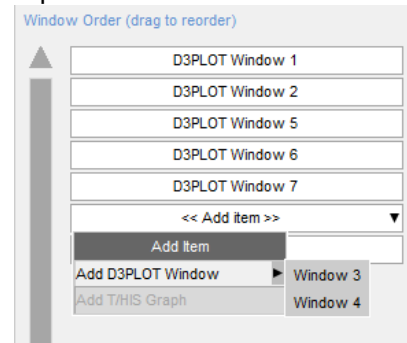 Window Order (drag to reorder)
D3PLOT Window 1
D3PLOT Window 2
D3PLOT Window 5
D3PLOT Window 6
D3PLOT Window 7
<< Add item >>
Add Item
Add D3PLOT Window
Window 3
Add T/HIS Graph
Window 4